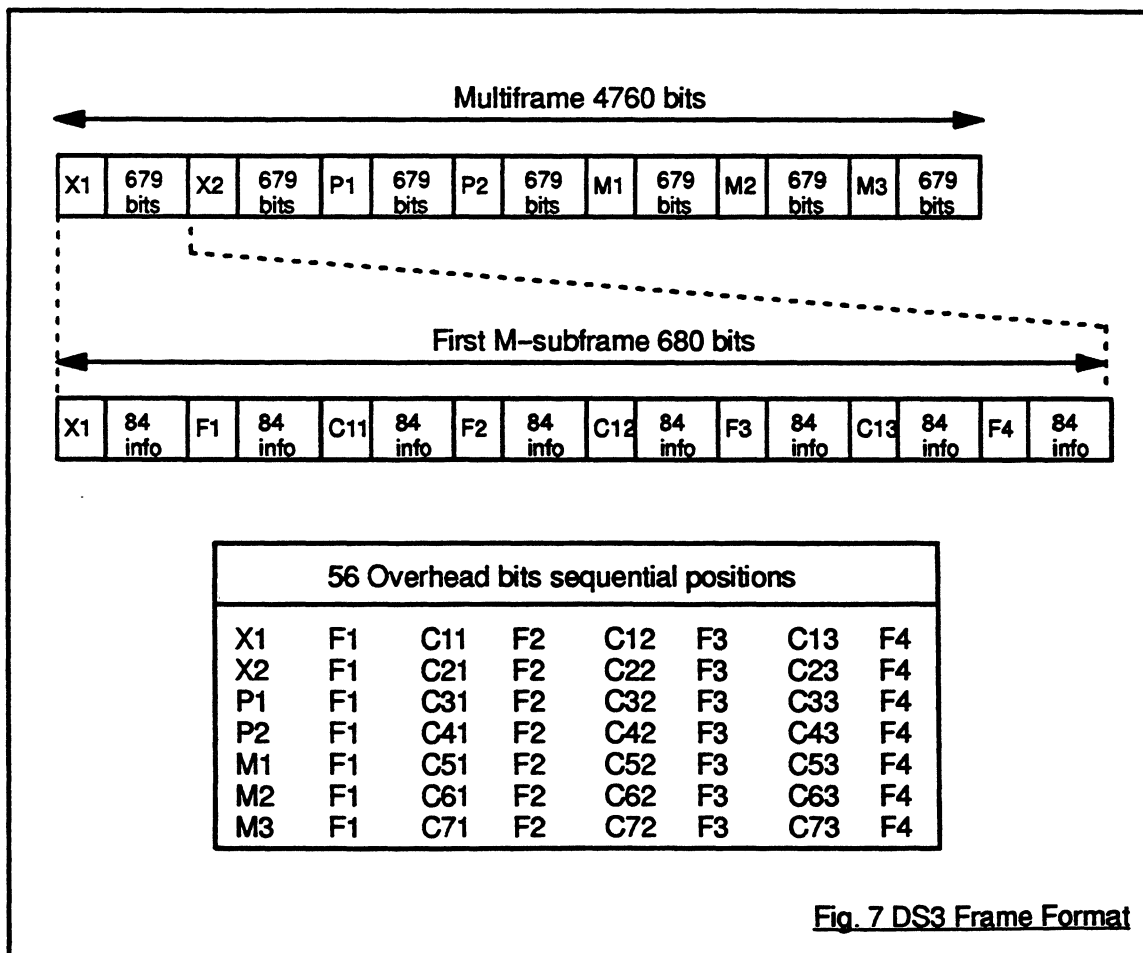 Multiframe 4760 bits
X1 679 bits X2 679 bits P1 679 bits P2 679 bits M1 679 bits M2 679 bits M3 679 bits
First M-subframe 680 bits
X1 84 info F1 84 info C11 84 info F2 84 info C12 84 info F3 84 info C13 84 info F4 84 info
56 Overhead bits sequential positions
X1 F1 C11 F2 C12 F3 C13 F4
X2 F1 C21 F2 C22 F3 C23 F4
P1 F1 C31 F2 C32 F3 C33 F4
P2 F1 C41 F2 C42 F3 C43 F4
M1 F1 C51 F2 C52 F3 C53 F4
M2 F1 C61 F2 C62 F3 C63 F4
M3 F1 C71 F2 C72 F3 C73 F4
Fig. 7 DS3 Frame Format